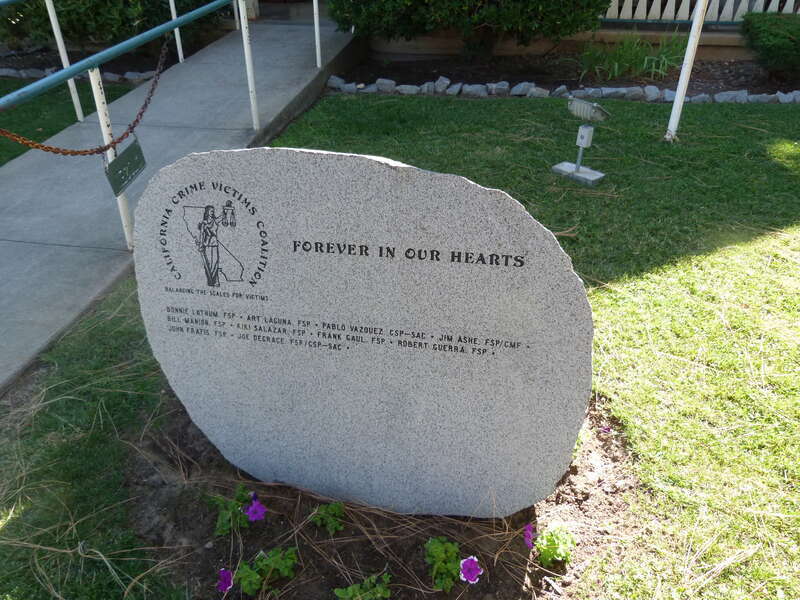 CALIFORNIA CRIME VICTIMS COALITION
BALANCING THE SCALES FOR VICTIMS
FOREVER IN OUR HEARTS
BONNIE LATHUM, FSP • ART LAGUNA, FSP • PABLO VAZQUEZ, CSP-SAC • JIM ASHE, FSP/CMF •
BILL MANION, FSP • KIKI SALAZAR, FSP • FRANK GAUL, FSP • ROBERT GUERRA, FSP •
JOHN FRATIS, FSP • JOE DEGRACE, FSP/CSP-SAC •